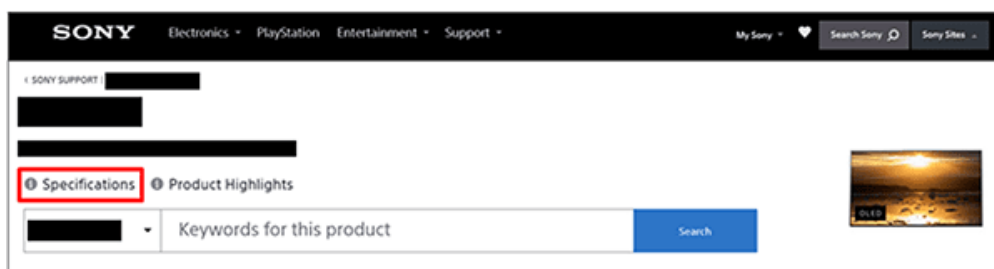 SONY Electronics PlayStation Entertainment Support My Sony Search Sony Sony Sites
< SONY SUPPORT |
Specifications Product Highlights
OLED
Keywords for this product Search